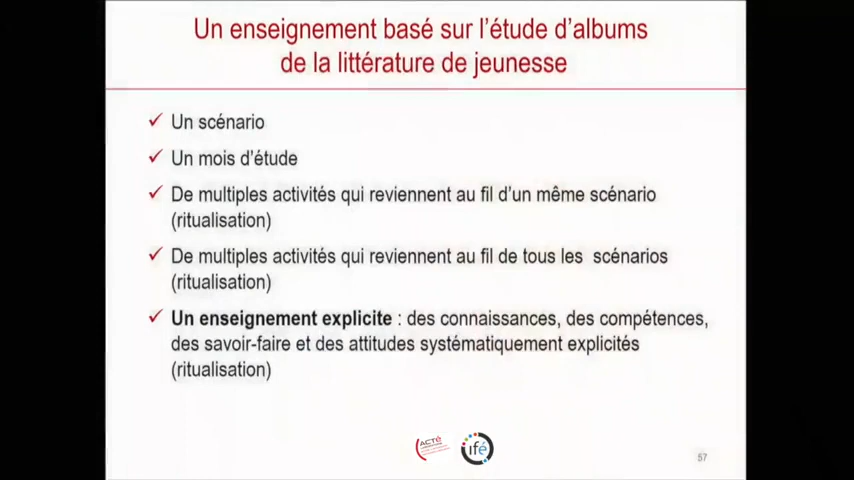 Un enseignement basé sur l'étude d'albums
de la littérature de jeunesse
Un scénario
Un mois d'étude
De multiples activités qui reviennent au fil d'un même scénario
(ritualisation)
De multiples activités qui reviennent au fil de tous les scénarios
(ritualisation)
Un enseignement explicite : des connaissances, des compétences,
des savoir-faire et des attitudes systématiquement explicités
(ritualisation)
ACTé
ifé
57